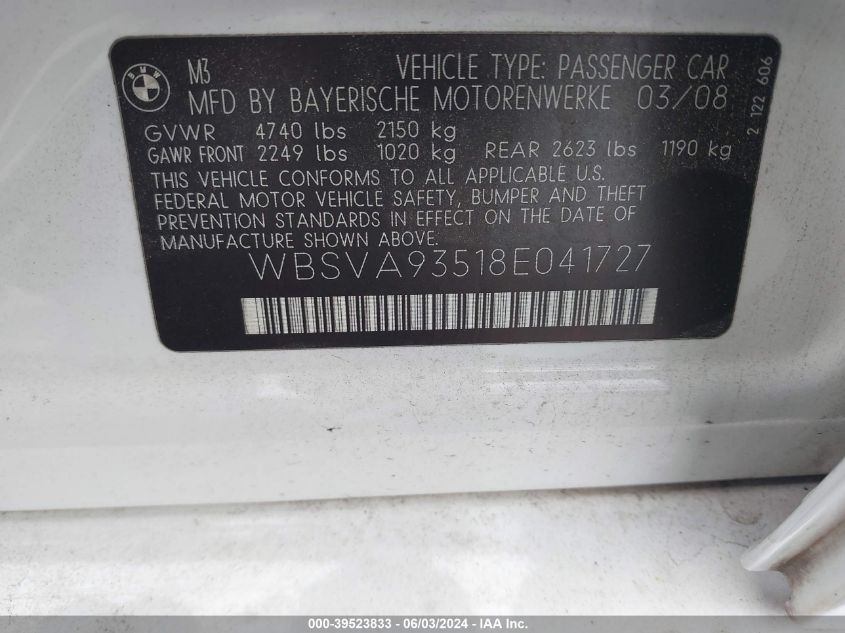 BMW
M3 VEHICLE TYPE: PASSENGER CAR
MFD BY BAYERISCHE MOTORENWERKE 03/08
GVWR 4740 lbs 2150 kg
GAWR FRONT 2249 lbs 1020 kg REAR 2623 lbs 1190 kg
THIS VEHICLE CONFORMS TO ALL APPLICABLE U.S.
FEDERAL MOTOR VEHICLE SAFETY, BUMPER AND THEFT
PREVENTION STANDARDS IN EFFECT ON THE DATE OF
MANUFACTURE SHOWN ABOVE.
WBSVA93518E041727
2 122 606
000-39523833 - 06/03/2024 - IAA Inc.